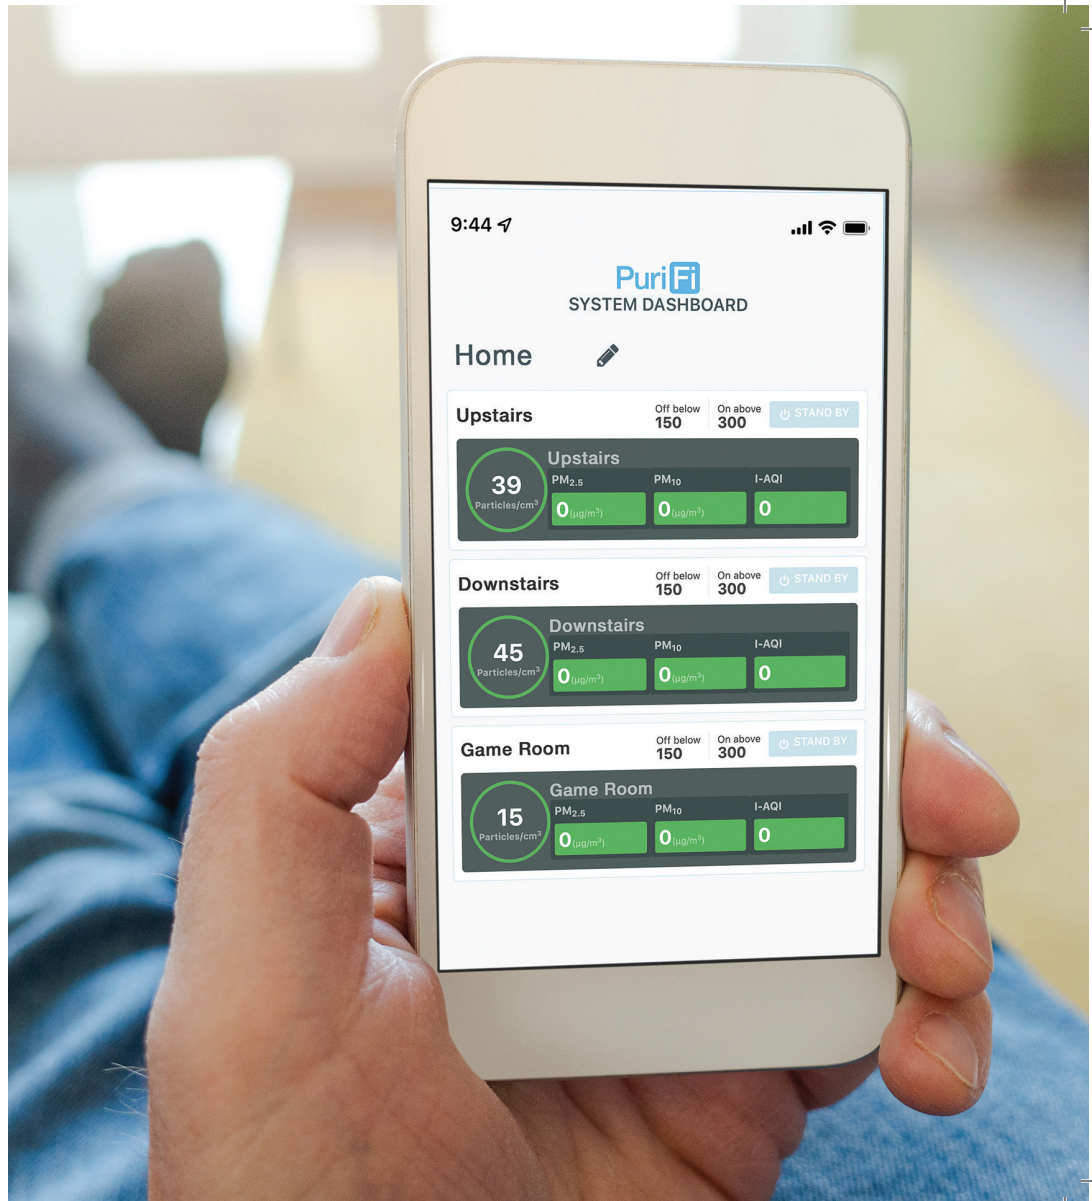 9:44
PuriFi
SYSTEM DASHBOARD
Home
Upstairs
Off below
150
On above
300
STAND BY
Upstairs
39
Particles/cm³
PM₂.₅
0(μg/m³)
PM₁₀
0(μg/m³)
I-AQI
0
Downstairs
Off below
150
On above
300
STAND BY
Downstairs
45
Particles/cm³
PM₂.₅
0(μg/m³)
PM₁₀
0(μg/m³)
I-AQI
0
Game Room
Off below
150
On above
300
STAND BY
Game Room
15
Particles/cm³
PM₂.₅
0(μg/m³)
PM₁₀
0(μg/m³)
I-AQI
0